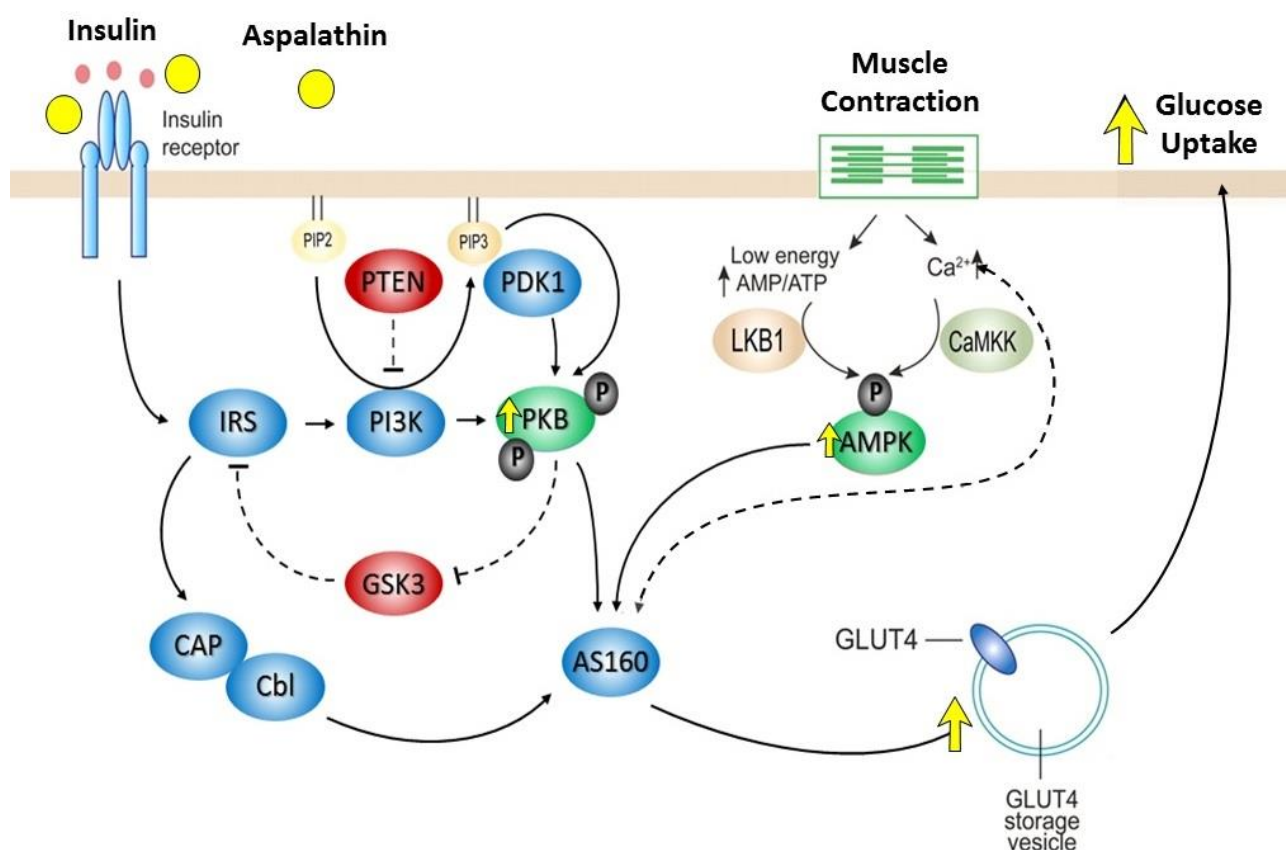 Insulin
Aspalathin
Insulin
receptor
Muscle
Contraction
Glucose
Uptake
PIP2
PTEN
PIP3
PDK1
Low energy
AMP/ATP
Ca²⁺
LKB1
CaMKK
P
IRS
PI3K
PKB
P
P
AMPK
GSK3
CAP
Cbl
AS160
GLUT4
GLUT4
storage
vesicle